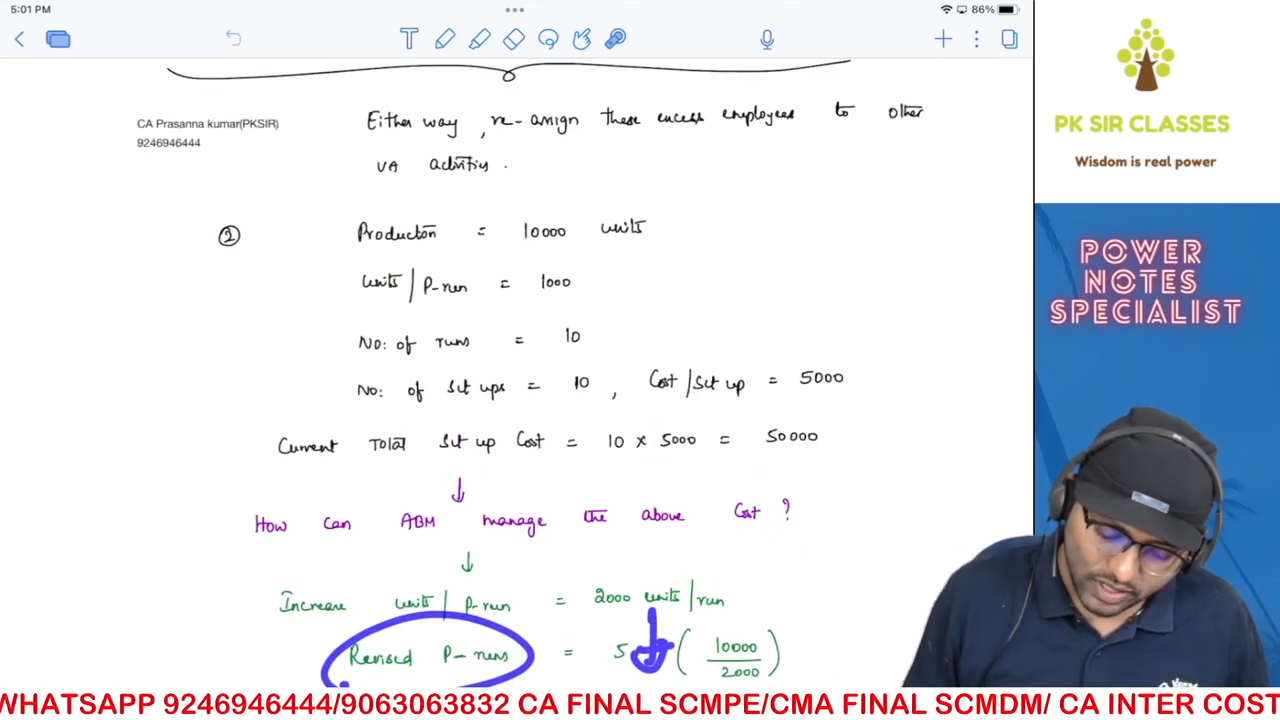 5:01 PM
86%
T
CA Prasanna kumar(PKSIR)
9246946444
Either way, re-assign these excess employees to other
VA activities.
② Production = 10000 units
units / P-run = 1000
No: of runs = 10
No: of Set ups = 10 , Cost/Set up = 5000
Current Total Set up Cost = 10 × 5000 = 50000
↓
How can ABM manage the above Cost ?
↓
Increase units / P-run = 2000 units/run
Revised P-runs = 5 (10000/2000)
PK SIR CLASSES
Wisdom is real power
POWER
NOTES
SPECIALIST
WHATSAPP 9246946444/9063063832 CA FINAL SCMPE/CMA FINAL SCMDM/ CA INTER COST